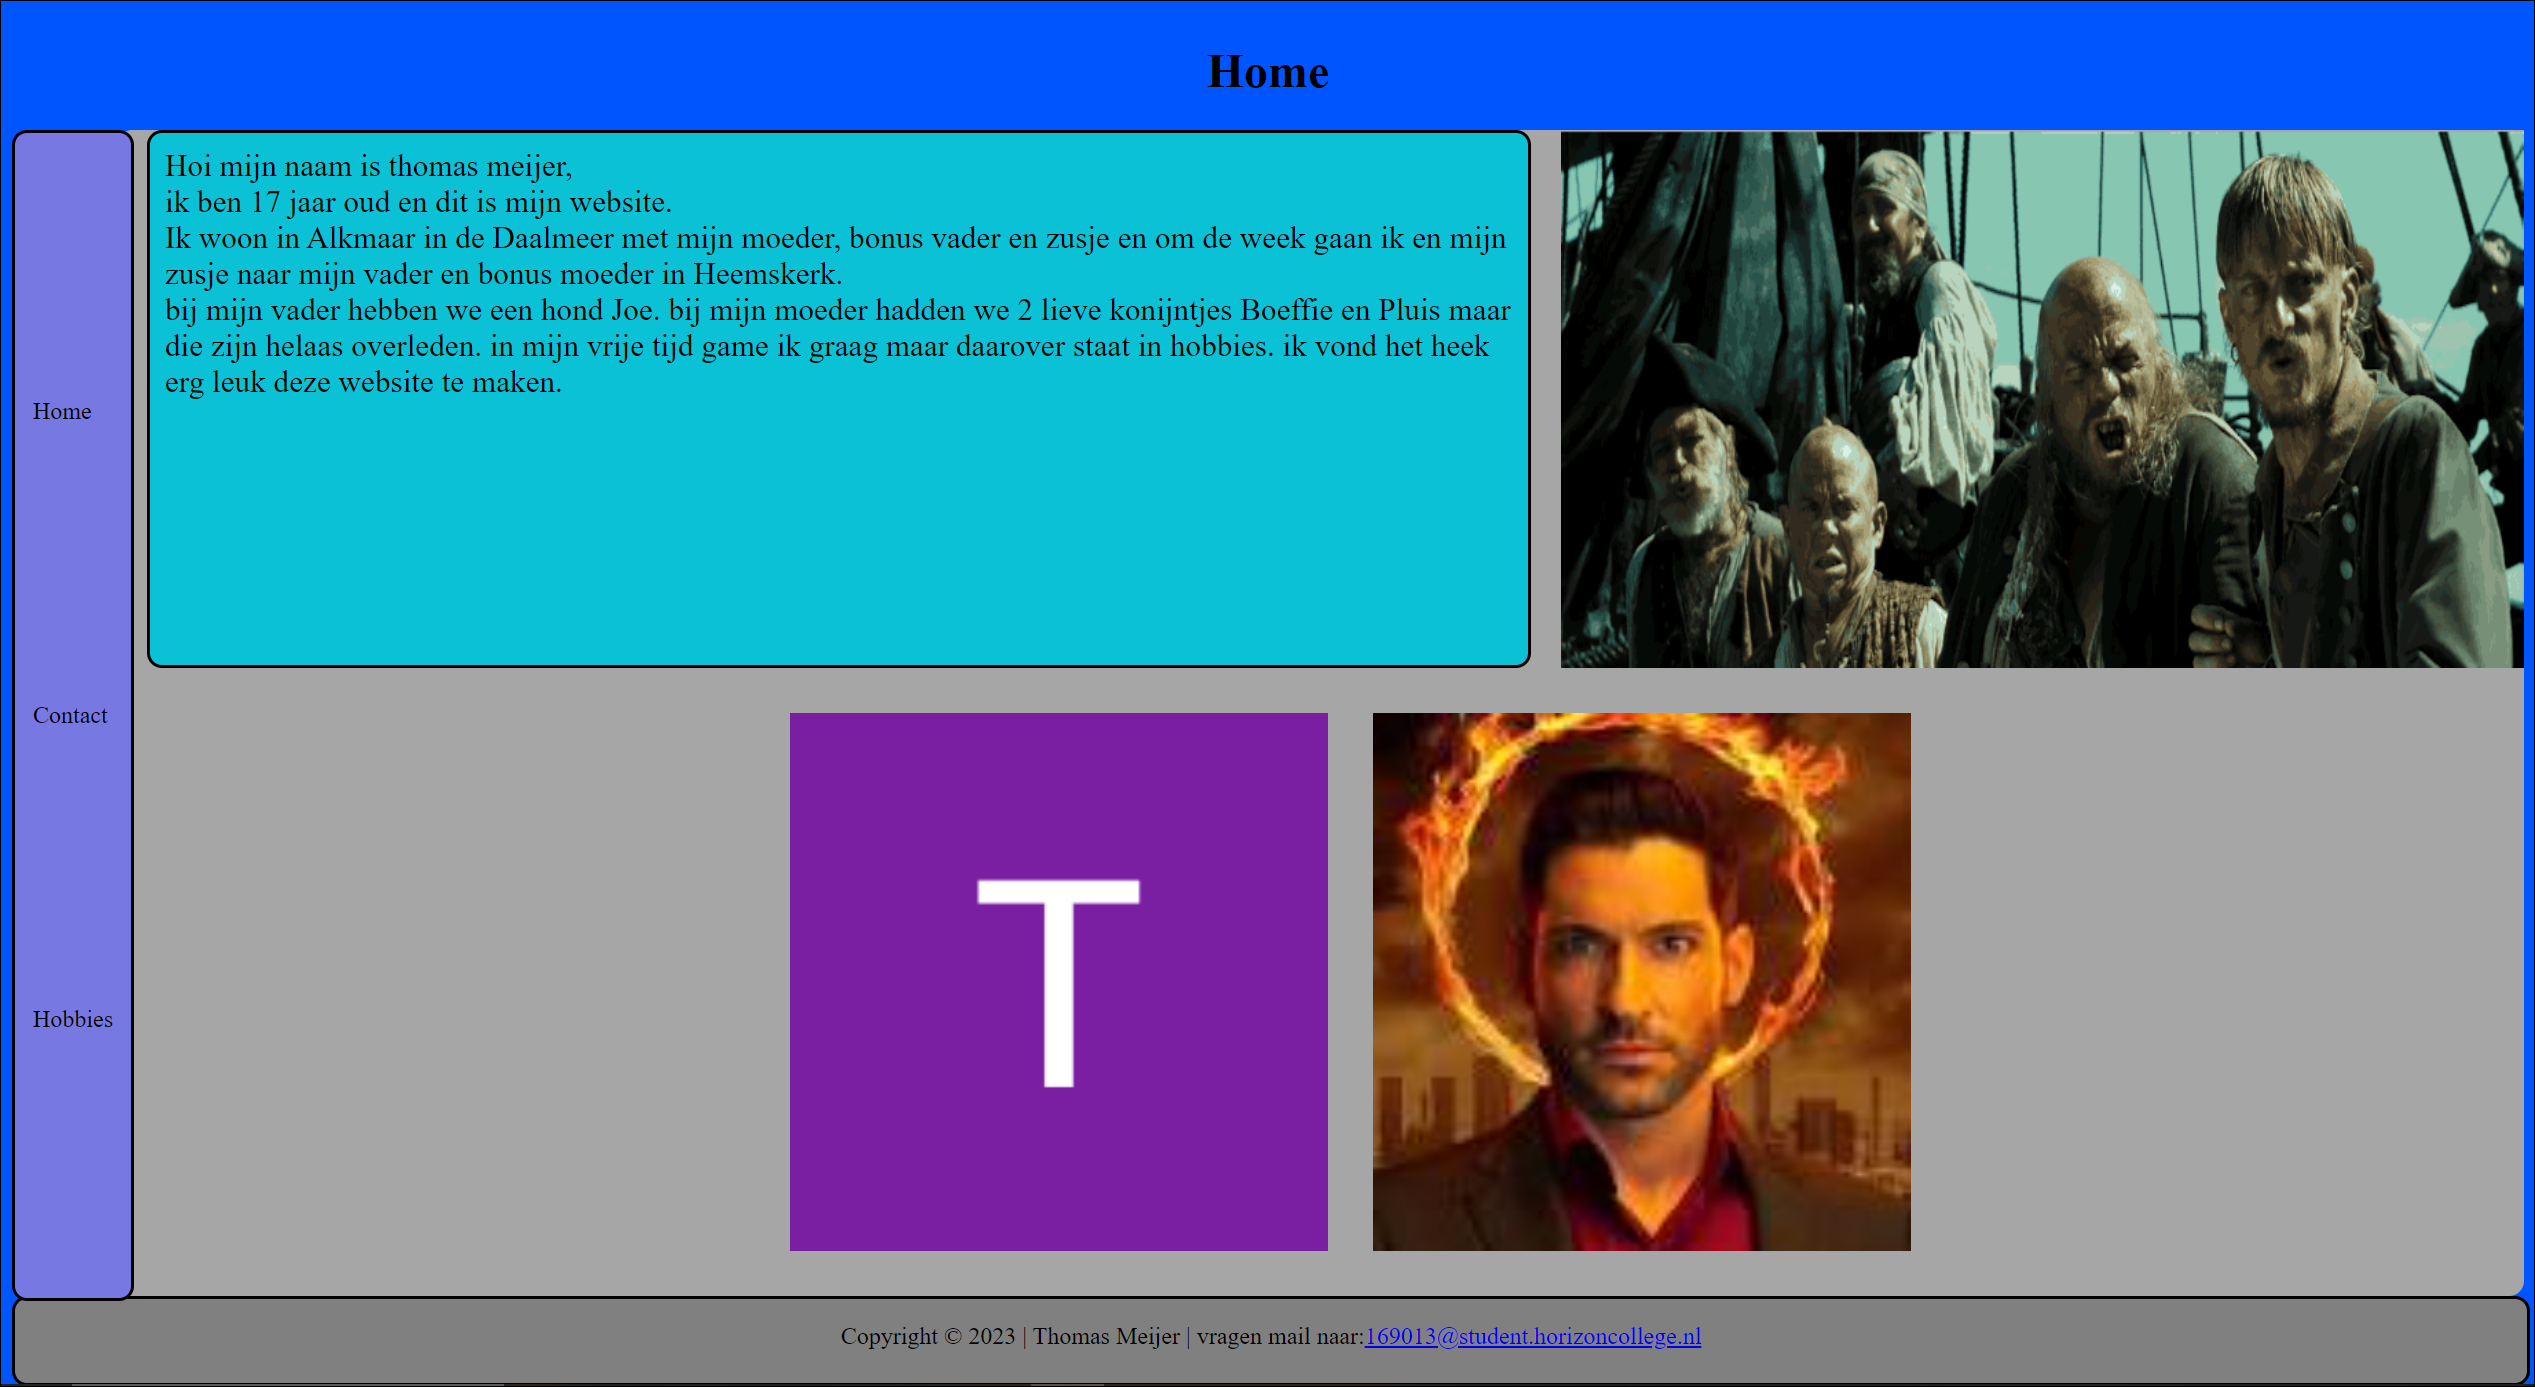 Home
Hoi mijn naam is thomas meijer,
ik ben 17 jaar oud en dit is mijn website.
Ik woon in Alkmaar in de Daalmeer met mijn moeder, bonus vader en zusje en om de week gaan ik en mijn
zusje naar mijn vader en bonus moeder in Heemskerk.
bij mijn vader hebben we een hond Joe. bij mijn moeder hadden we 2 lieve konijntjes Boeffie en Pluis maar
die zijn helaas overleden. in mijn vrije tijd game ik graag maar daarover staat in hobbies. ik vond het heek
erg leuk deze website te maken.
Home
Contact
Hobbies
T
Copyright © 2023 | Thomas Meijer | vragen mail naar:169013@student.horizoncollege.nl